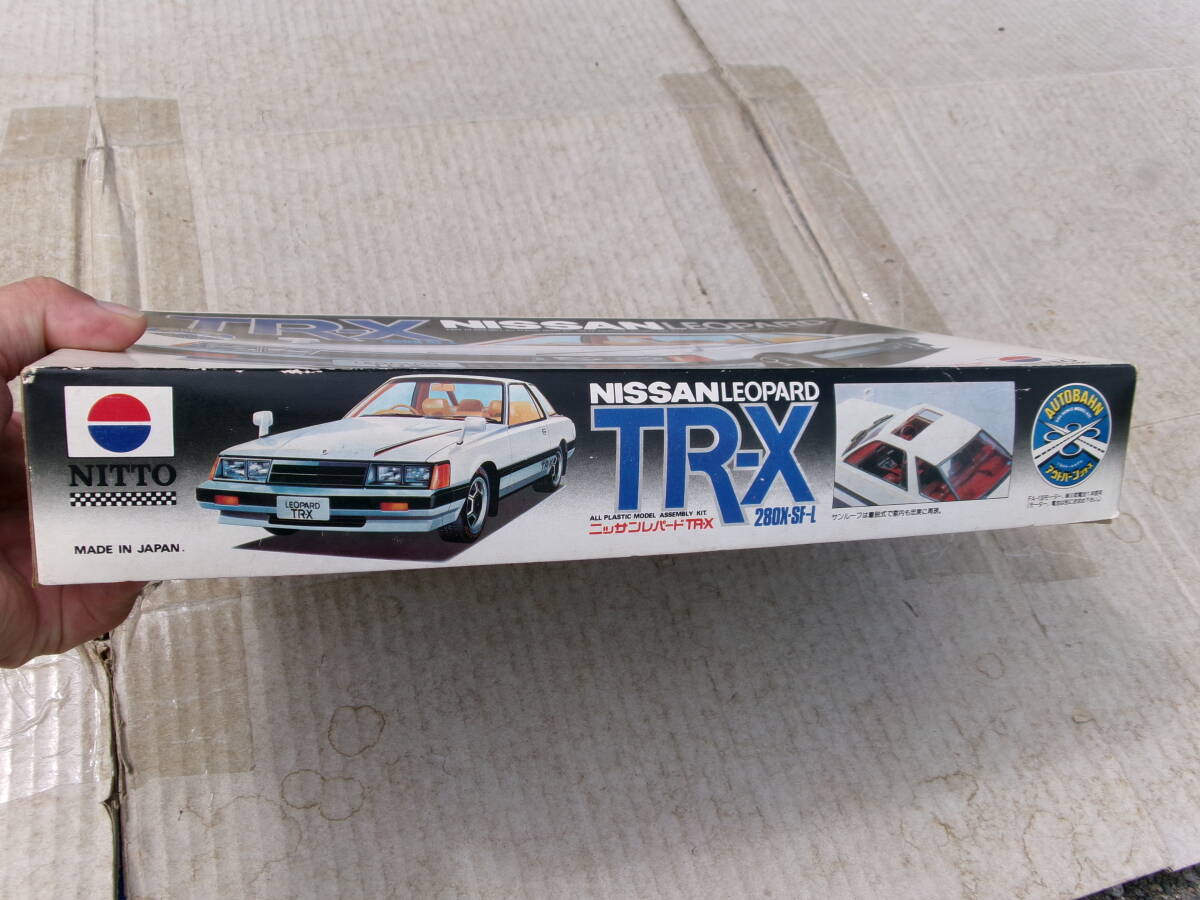 TR-X NISSAN LEOPARD
NITTO
MADE IN JAPAN.
LEOPARD
TR-X
NISSAN LEOPARD
TR-X
280X-SF-L
ALL PLASTIC MODEL ASSEMBLY KIT
ニッサンレパードTR-X
サンルーフは着脱式で室内も忠実に再現。
AUTOBAHN
アウトバーンシリーズ